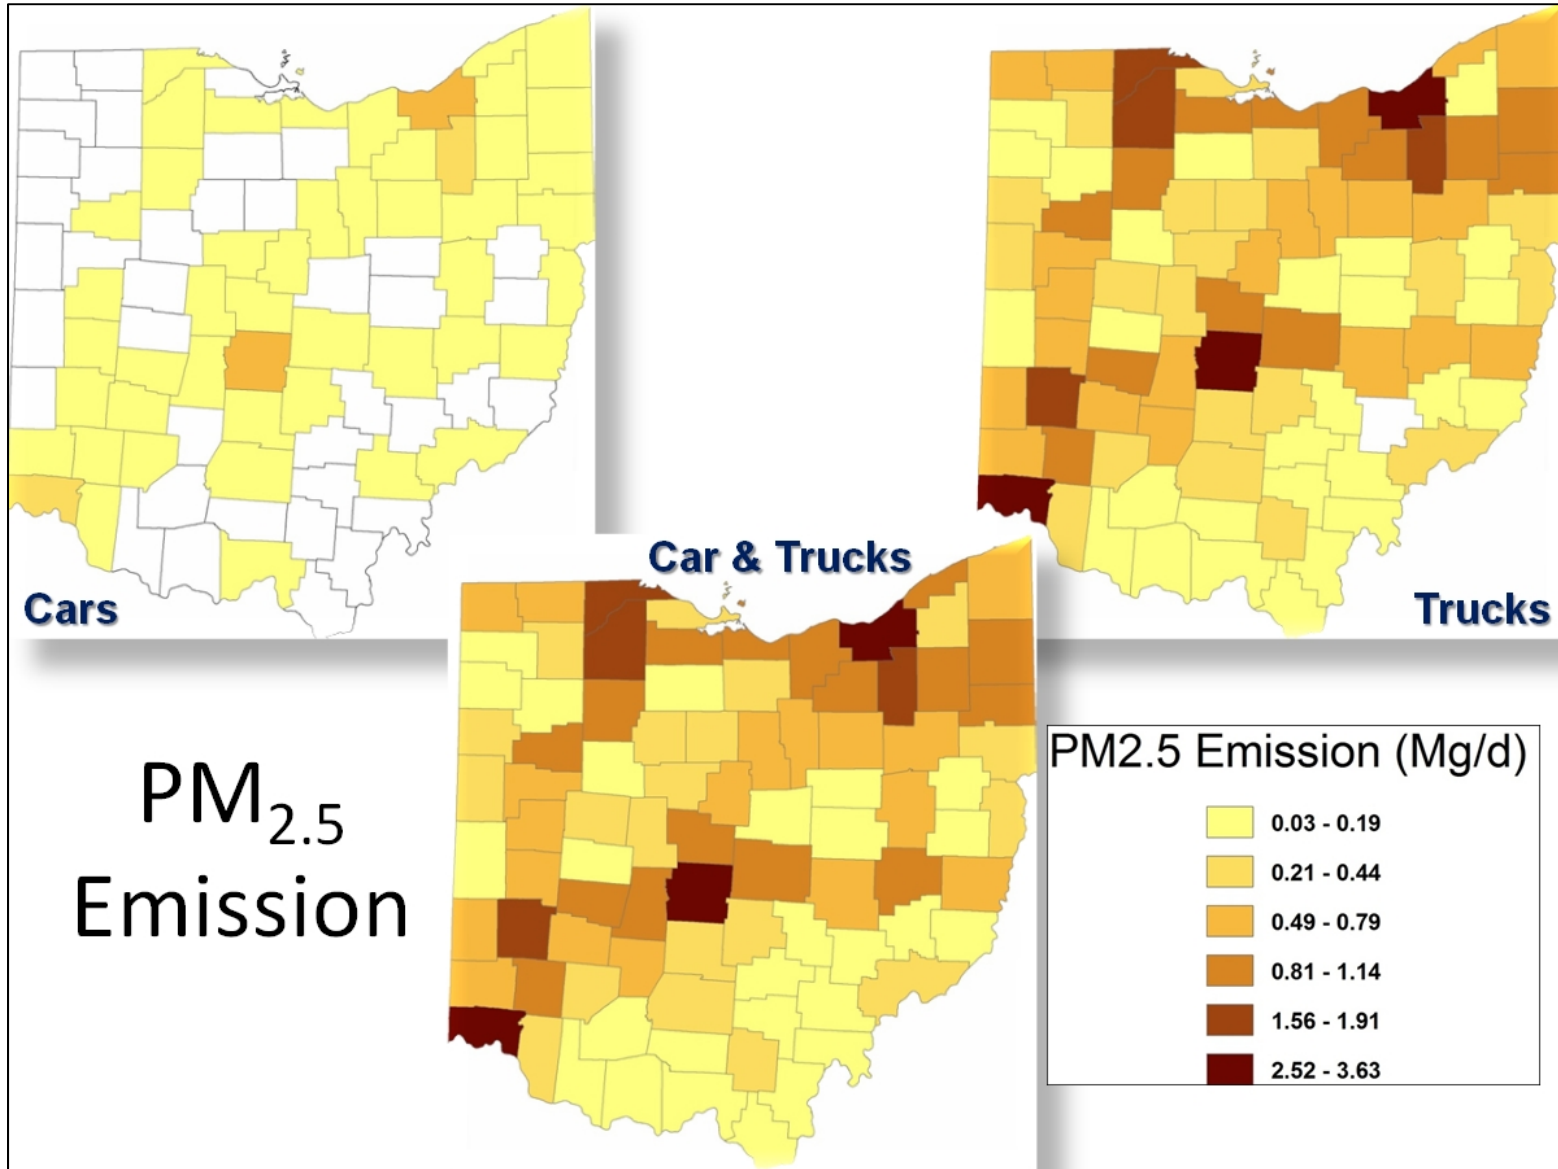 Cars
Car & Trucks
Trucks
PM2.5
Emission
PM2.5 Emission (Mg/d)
0.03 - 0.19
0.21 - 0.44
0.49 - 0.79
0.81 - 1.14
1.56 - 1.91
2.52 - 3.63